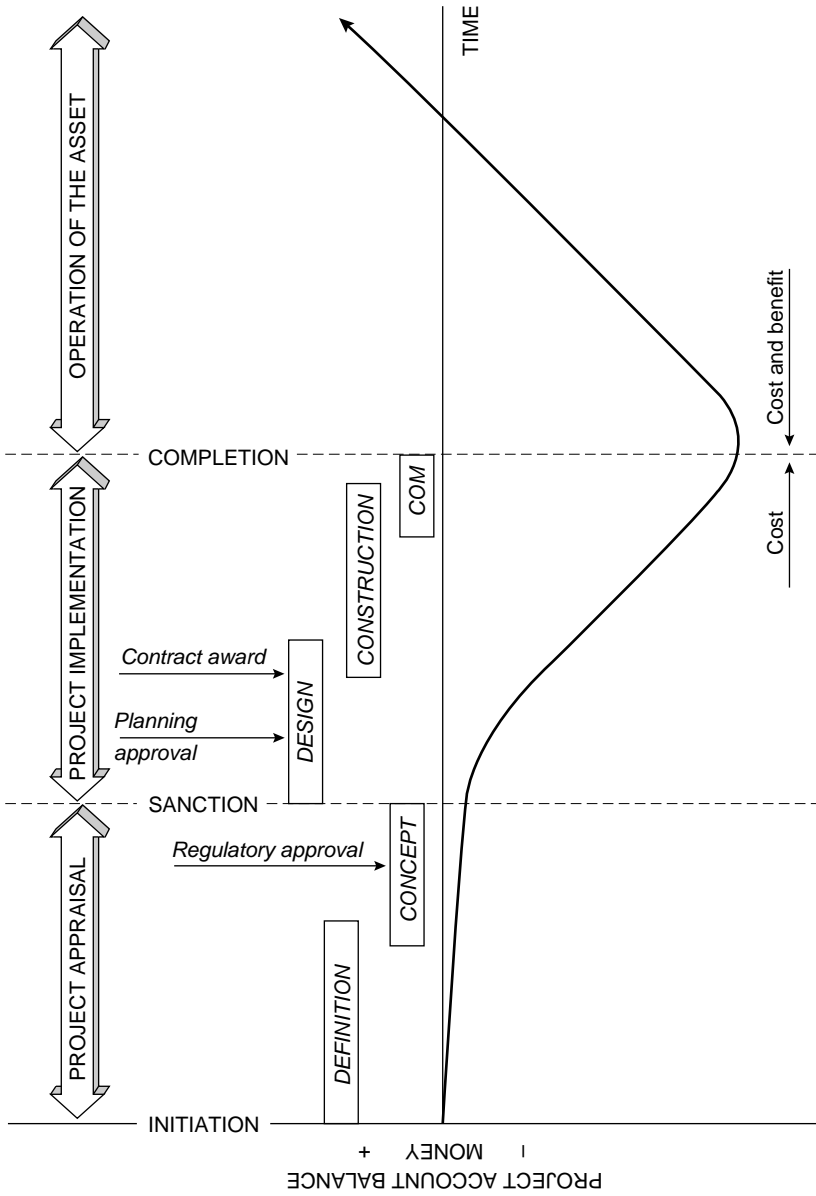 PROJECT APPRAISAL
PROJECT IMPLEMENTATION
OPERATION OF THE ASSET
INITIATION
SANCTION
COMPLETION
Regulatory approval
Planning
approval
Contract award
DEFINITION
CONCEPT
DESIGN
CONSTRUCTION
COM
TIME
PROJECT ACCOUNT BALANCE
– MONEY +
Cost
Cost and benefit